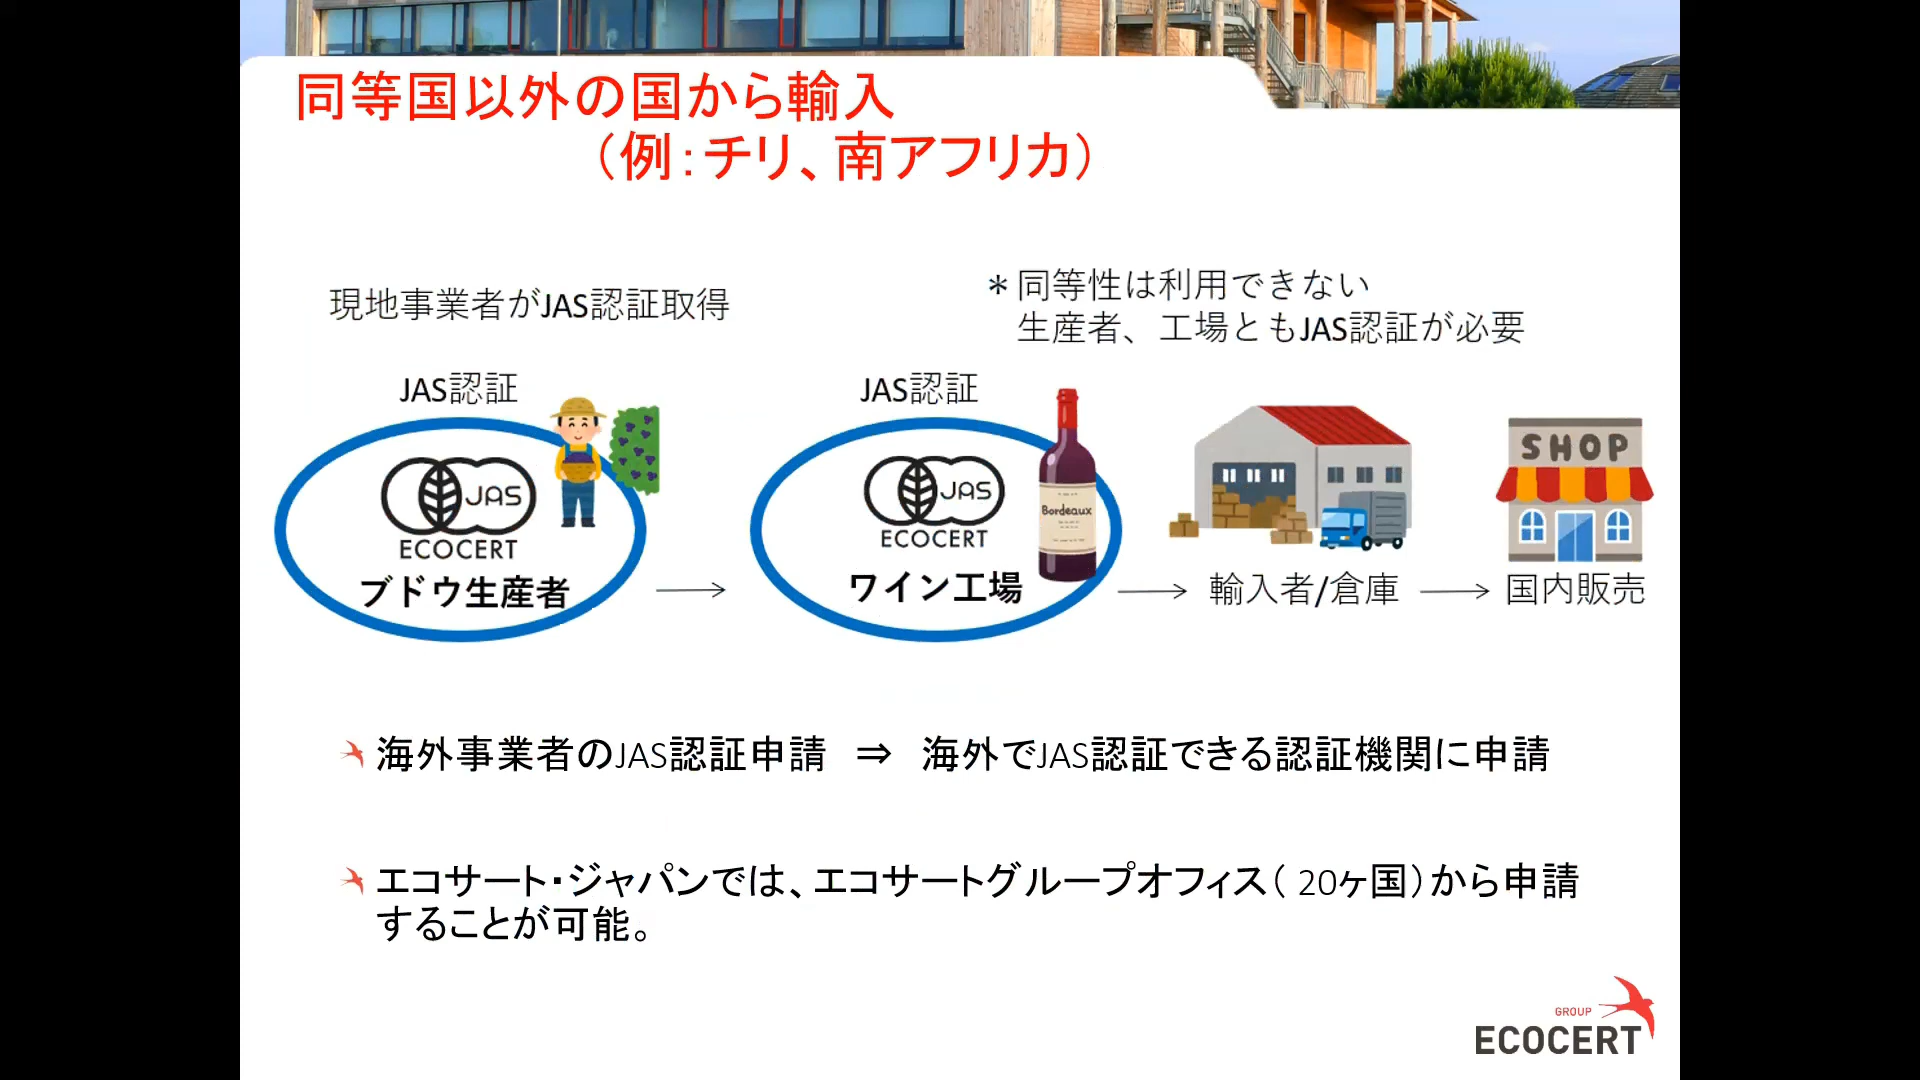 同等国以外の国から輸入
（例：チリ、南アフリカ）
現地事業者がJAS認証取得
＊同等性は利用できない
生産者、工場ともJAS認証が必要
JAS認証
JAS
ECOCERT
ブドウ生産者
JAS認証
JAS
ECOCERT
ワイン工場
Bordeaux
輸入者/倉庫
SHOP
国内販売
海外事業者のJAS認証申請　⇒　海外でJAS認証できる認証機関に申請
エコサート・ジャパンでは、エコサートグループオフィス（ 20ヶ国）から申請
することが可能。
GROUP
ECOCERT